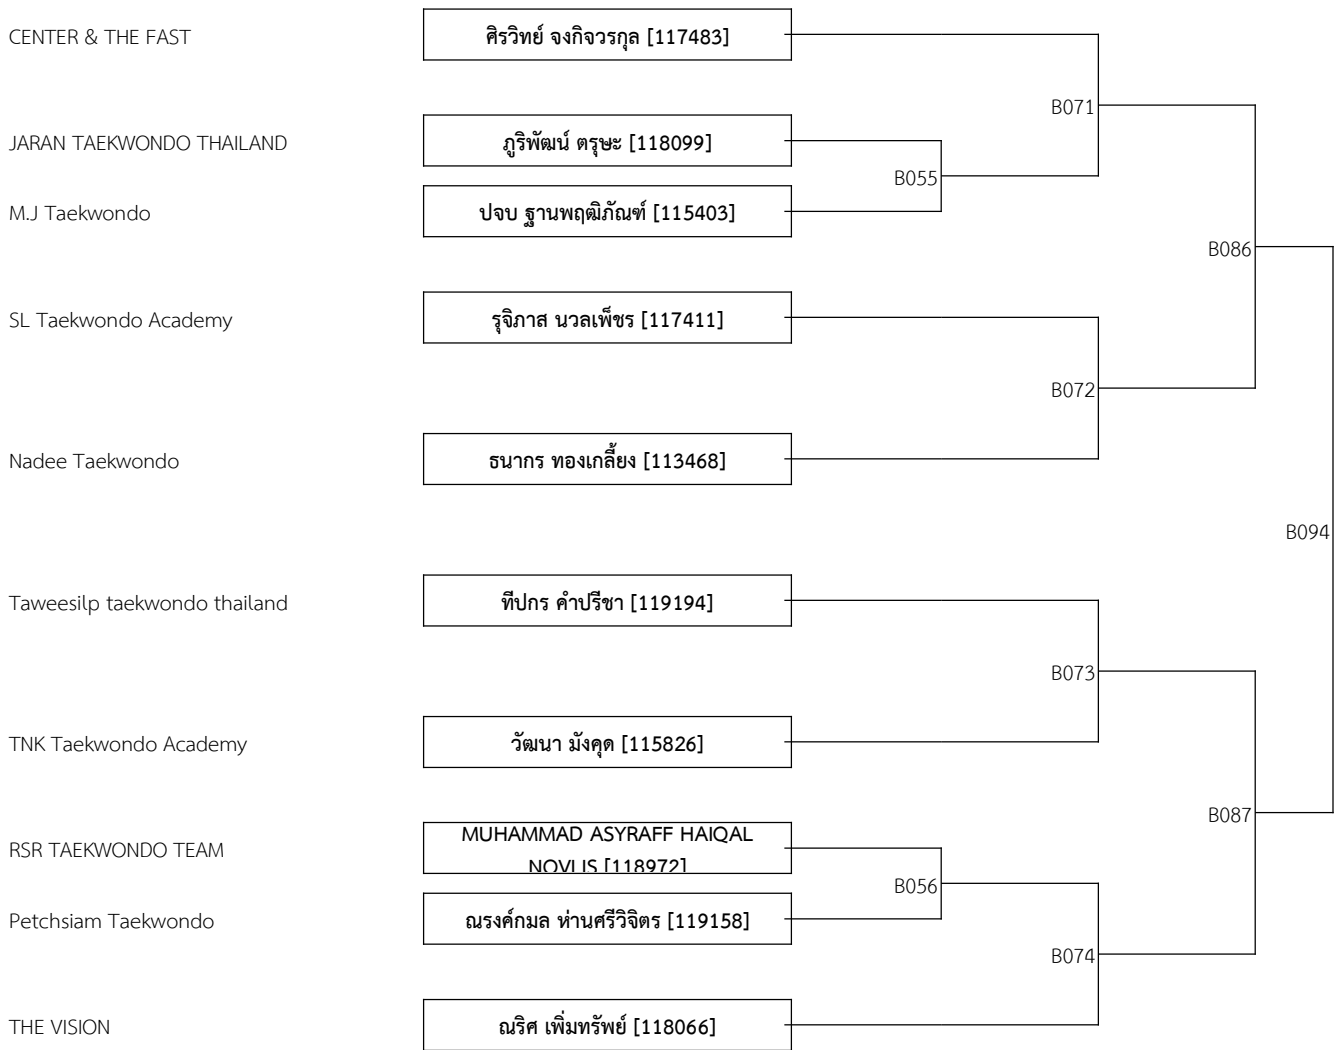 CENTER & THE FAST
ศิรวิทย์ จงกิจวรกุล [117483]
B071
JARAN TAEKWONDO THAILAND
ภูริพัฒน์ ตรุษะ [118099]
B055
M.J Taekwondo
ปจบ ฐานพฤฒิภัณฑ์ [115403]
B086
SL Taekwondo Academy
รุจิภาส นวลเพ็ชร [117411]
B072
Nadee Taekwondo
ธนากร ทองเกลี้ยง [113468]
B094
Taweesilp taekwondo thailand
ทีปกร คำปรีชา [119194]
B073
TNK Taekwondo Academy
วัฒนา มังคุด [115826]
B087
RSR TAEKWONDO TEAM
MUHAMMAD ASYRAFF HAIQAL
NOVLIS [118972]
B056
Petchsiam Taekwondo
ณรงค์กมล ห่านศรีวิจิตร [119158]
B074
THE VISION
ณริศ เพิ่มทรัพย์ [118066]